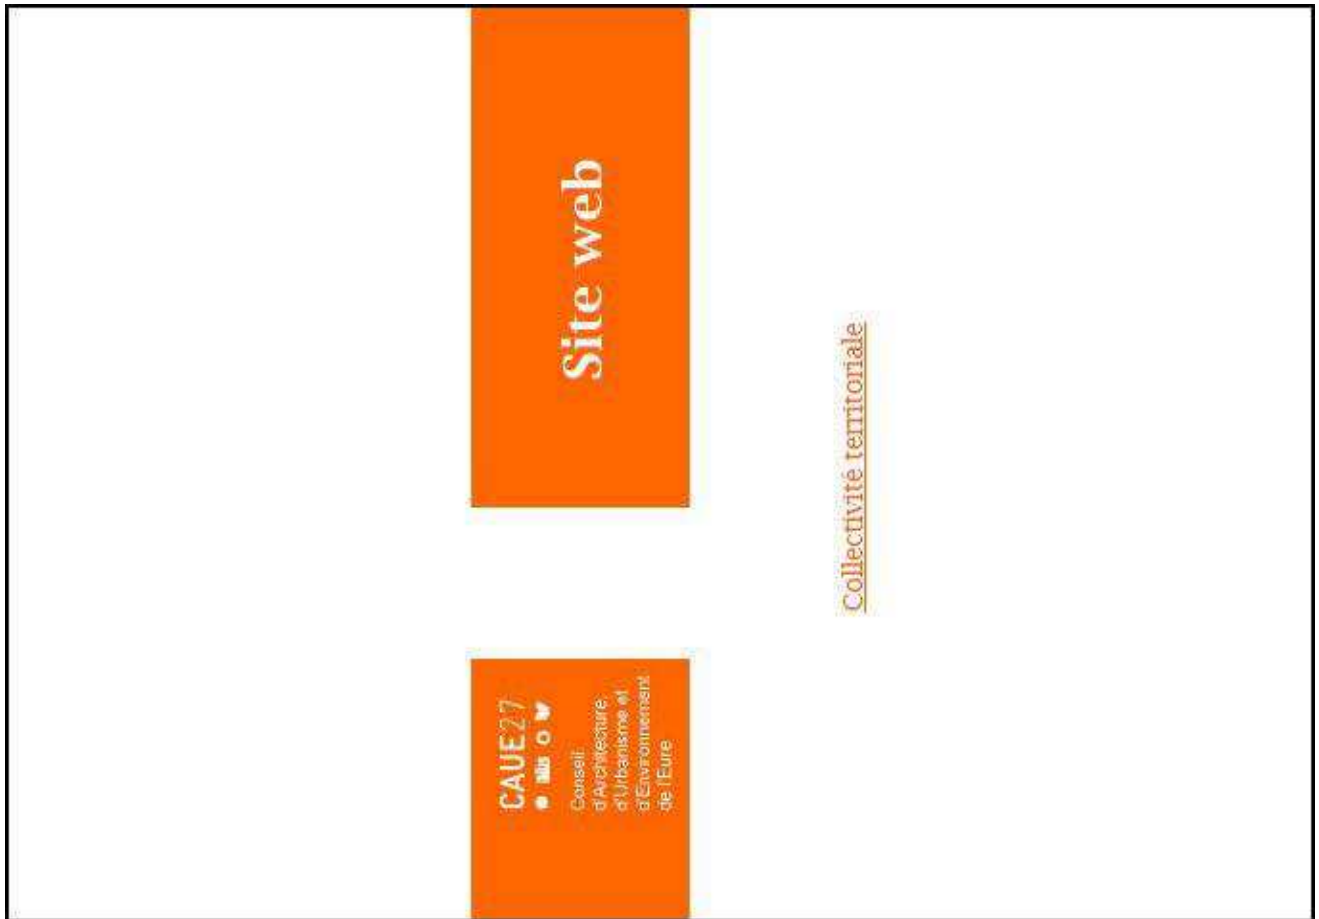 CAUE27
Conseil
d'Architecture
d'Urbanisme et
d'Environnement
de l'Eure
Site web
Collectivité territoriale